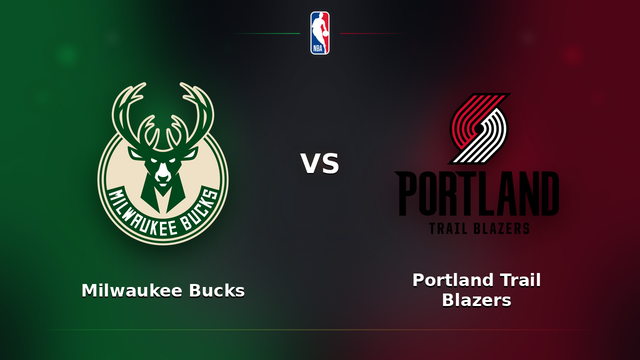 NBA
VS
MILWAUKEE BUCKS
PORTLAND
TRAIL BLAZERS
Milwaukee Bucks
Portland Trail
Blazers